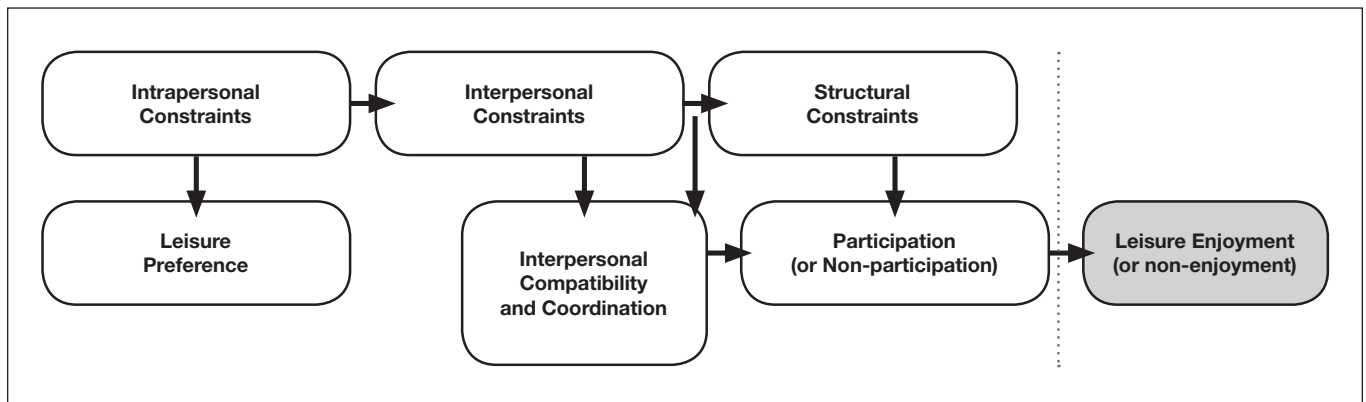 Intrapersonal
Constraints
Interpersonal
Constraints
Structural
Constraints
Leisure
Preference
Interpersonal
Compatibility
and Coordination
Participation
(or Non-participation)
Leisure Enjoyment
(or non-enjoyment)